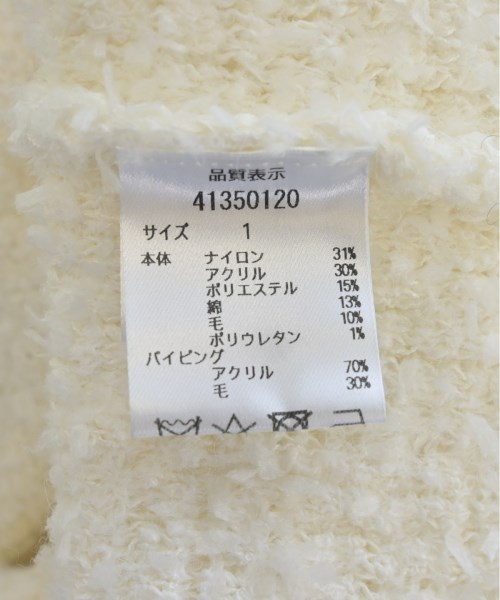 品質表示
41350120
サイズ 1
本体 ナイロン 31%
アクリル 30%
ポリエステル 15%
綿 13%
毛 10%
ポリウレタン 1%
パイピング
アクリル 70%
毛 30%